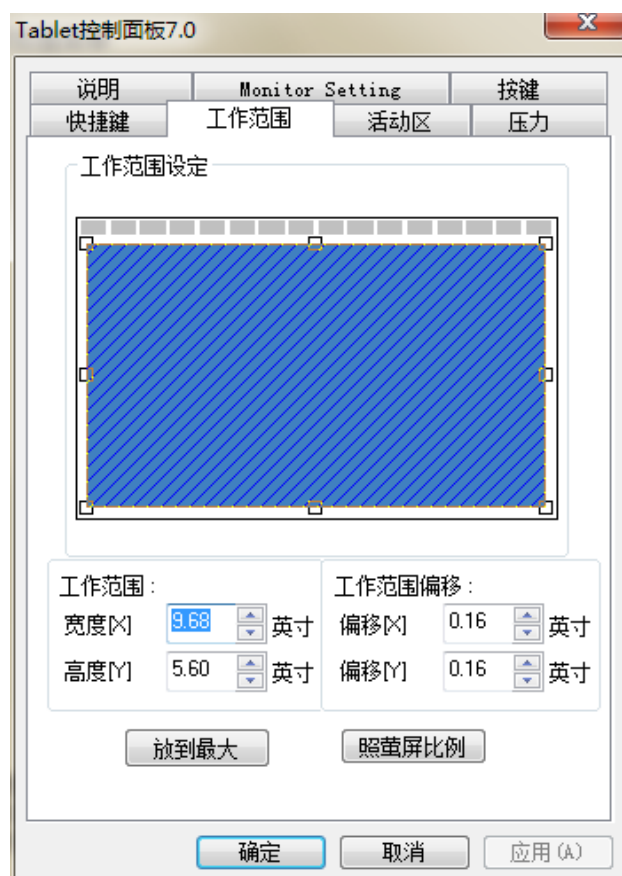 Tablet控制面板7.0
说明 Monitor Setting 按键
快捷鍵 工作范围 活动区 压力
工作范围设定
工作范围: 工作范围偏移:
宽度[X] 9.68 英寸 偏移[X] 0.16 英寸
高度[Y] 5.60 英寸 偏移[Y] 0.16 英寸
放到最大 照萤屏比例
确定 取消 应用(A)